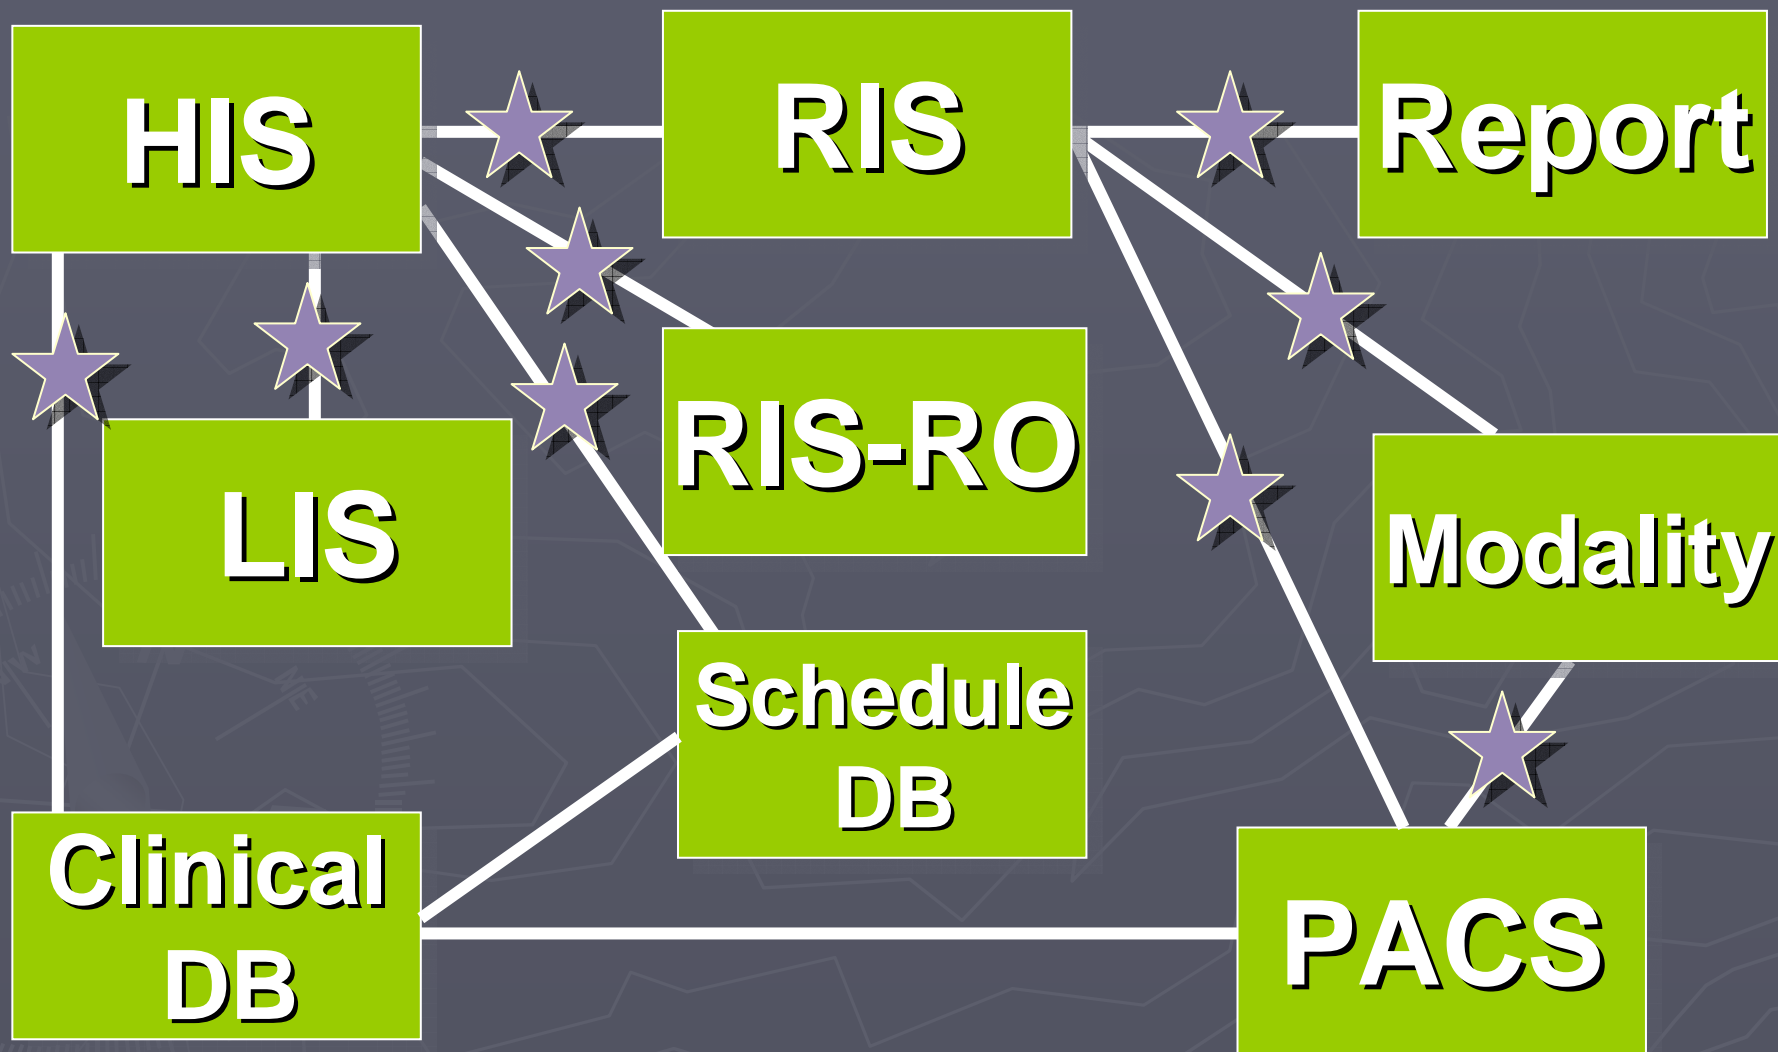 HIS
RIS
Report
RIS-RO
LIS
Modality
Schedule
DB
Clinical
DB
PACS